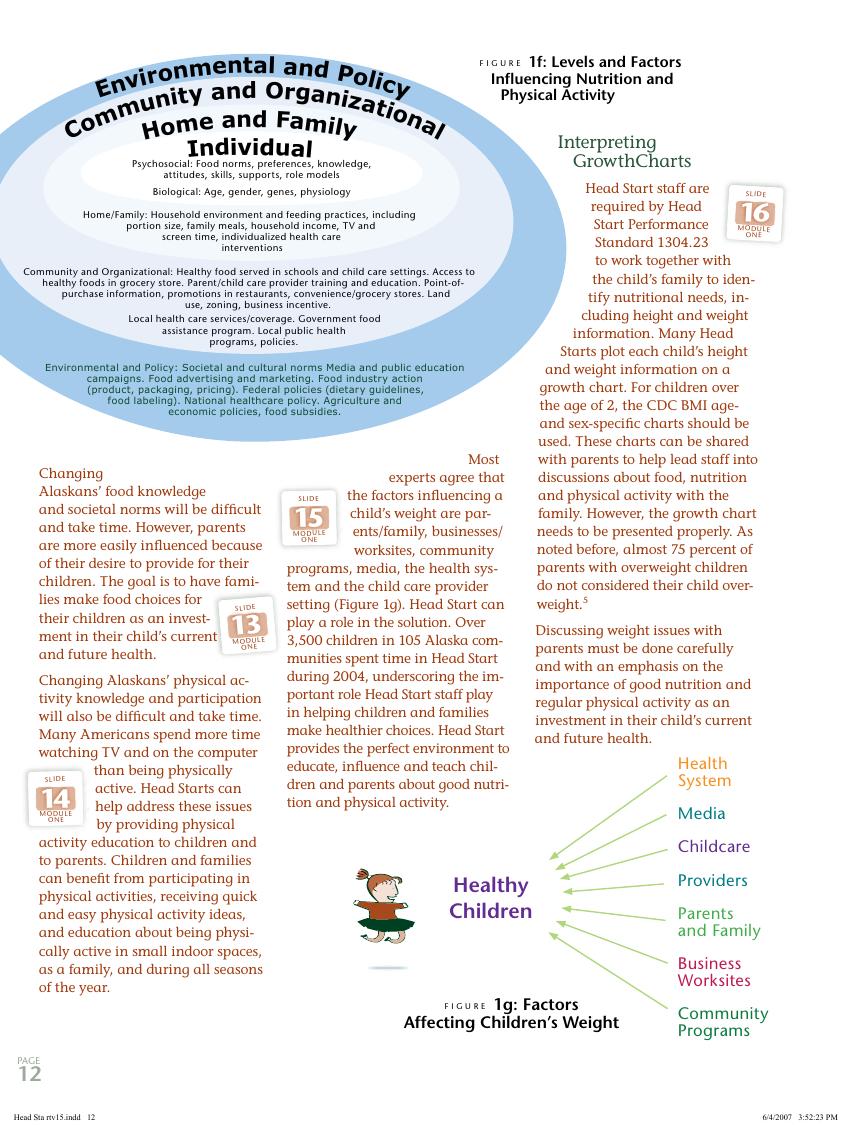 FIGURE 1f: Levels and Factors
Influencing Nutrition and
Physical Activity
Environmental and Policy
Community and Organizational
Home and Family
Individual
Psychosocial: Food norms, preferences, knowledge,
attitudes, skills, supports, role models
Biological: Age, gender, genes, physiology
Home/Family: Household environment and feeding practices, including
portion size, family meals, household income, TV and
screen time, individualized health care
interventions
Community and Organizational: Healthy food served in schools and child care settings. Access to
healthy foods in grocery store. Parent/child care provider training and education. Point-of-
purchase information, promotions in restaurants, convenience/grocery stores. Land
use, zoning, business incentive.
Local health care services/coverage. Government food
assistance program. Local public health
programs, policies.
Environmental and Policy: Societal and cultural norms Media and public education
campaigns. Food advertising and marketing. Food industry action
(product, packaging, pricing). Federal policies (dietary guidelines,
food labeling). National healthcare policy. Agriculture and
economic policies, food subsidies.
Changing
Alaskans' food knowledge
and societal norms will be difficult
and take time. However, parents
are more easily influenced because
of their desire to provide for their
children. The goal is to have fami-
lies make food choices for
their children as an invest-
ment in their child's current
and future health.
SLIDE
13
MODULE
ONE
Changing Alaskans' physical ac-
tivity knowledge and participation
will also be difficult and take time.
Many Americans spend more time
watching TV and on the computer
than being physically
active. Head Starts can
help address these issues
by providing physical
activity education to children and
to parents. Children and families
can benefit from participating in
physical activities, receiving quick
and easy physical activity ideas,
and education about being physi-
cally active in small indoor spaces,
as a family, and during all seasons
of the year.
SLIDE
14
MODULE
ONE
Most
experts agree that
the factors influencing a
child's weight are par-
ents/family, businesses/
worksites, community
programs, media, the health sys-
tem and the child care provider
setting (Figure 1g). Head Start can
play a role in the solution. Over
3,500 children in 105 Alaska com-
munities spent time in Head Start
during 2004, underscoring the im-
portant role Head Start staff play
in helping children and families
make healthier choices. Head Start
provides the perfect environment to
educate, influence and teach chil-
dren and parents about good nutri-
tion and physical activity.
SLIDE
15
MODULE
ONE
Interpreting
GrowthCharts
Head Start staff are
required by Head
Start Performance
Standard 1304.23
to work together with
the child's family to iden-
tify nutritional needs, in-
cluding height and weight
information. Many Head
Starts plot each child's height
and weight information on a
growth chart. For children over
the age of 2, the CDC BMI age-
and sex-specific charts should be
used. These charts can be shared
with parents to help lead staff into
discussions about food, nutrition
and physical activity with the
family. However, the growth chart
needs to be presented properly. As
noted before, almost 75 percent of
parents with overweight children
do not considered their child over-
weight.5
SLIDE
16
MODULE
ONE
Discussing weight issues with
parents must be done carefully
and with an emphasis on the
importance of good nutrition and
regular physical activity as an
investment in their child's current
and future health.
Healthy
Children
Health
System
Media
Childcare
Providers
Parents
and Family
Business
Worksites
Community
Programs
FIGURE 1g: Factors
Affecting Children's Weight
PAGE
12
Head Sta rtv15.indd 12
6/4/2007 3:52:23 PM